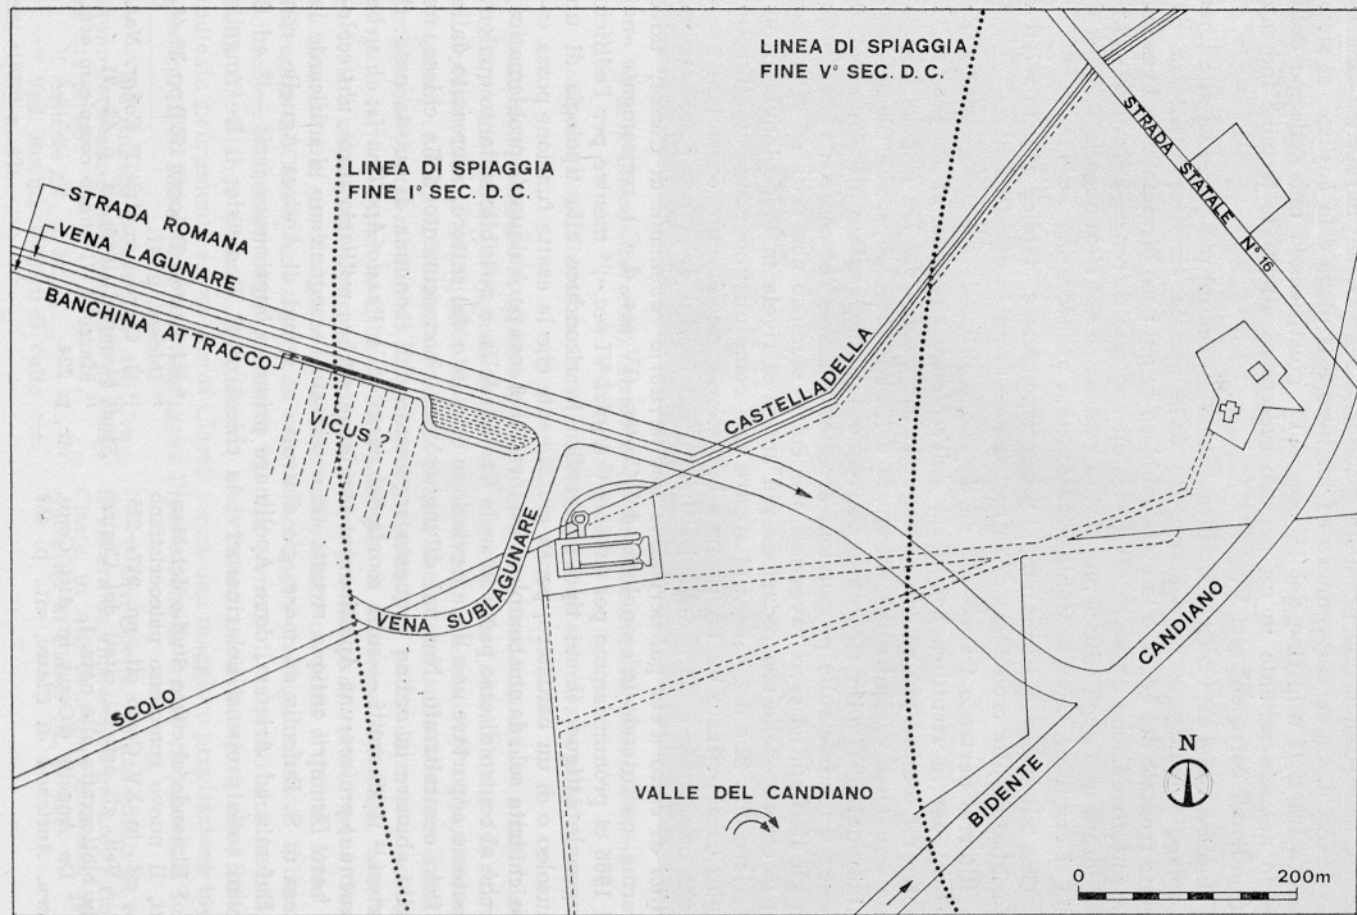 LINEA DI SPIAGGIA
FINE V° SEC. D. C.
LINEA DI SPIAGGIA
FINE I° SEC. D. C.
STRADA ROMANA
VENA LAGUNARE
BANCHINA ATTRACCO
VICUS ?
CASTELLADELLA
STRADA STATALE N° 16
VENA SUBLAGUNARE
SCOLO
VALLE DEL CANDIANO
BIDENTE
CANDIANO
N
0
200m